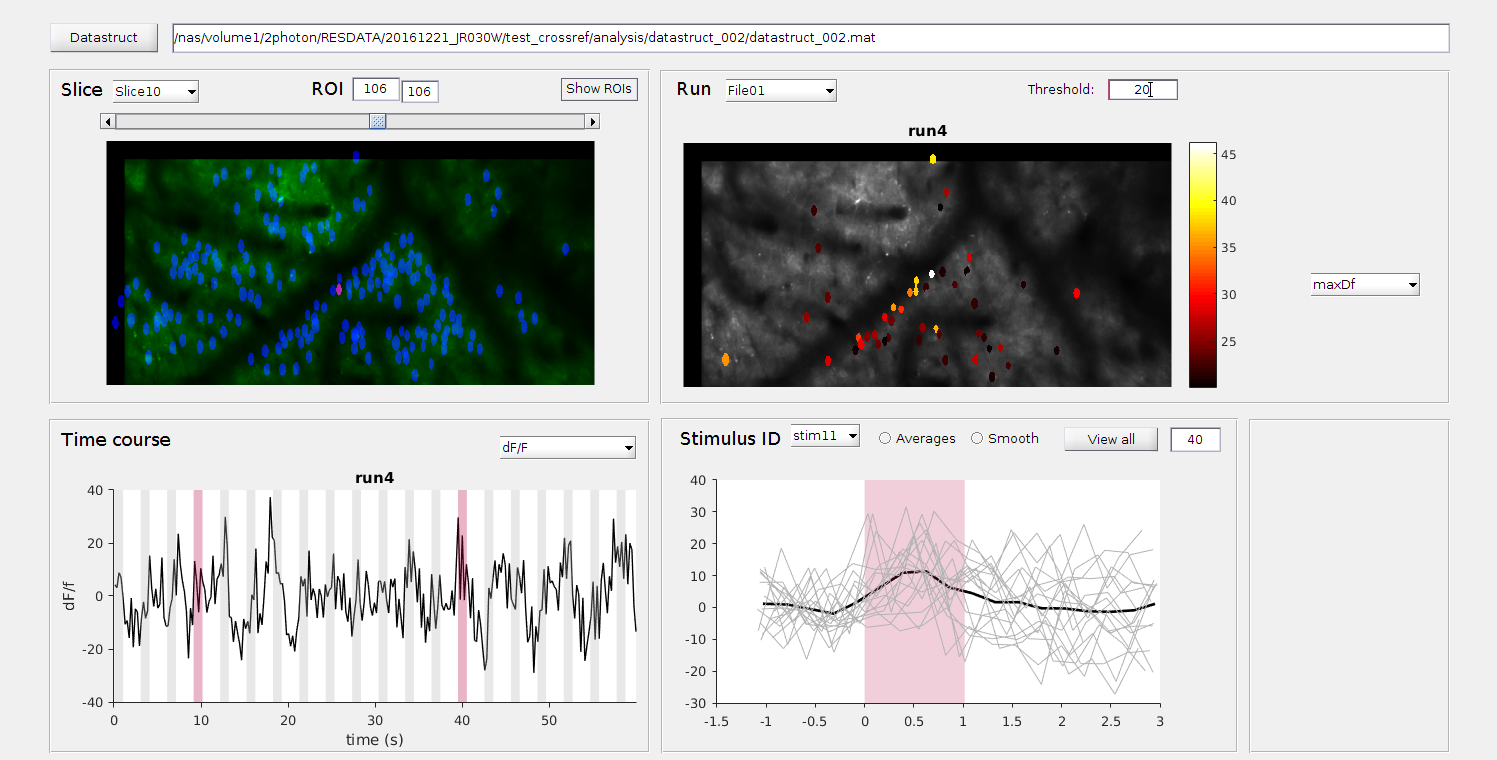 Datastruct /nas/volume1/2photon/RESDATA/20161221_JR030W/test_crossref/analysis/datastruct_002/datastruct_002.mat
Slice Slice10 ROI 106 106 Show ROIs
Run File01 Threshold: 20
run4
45
40
35
30
25
maxDf
Time course dF/F
run4
40
20
0
-20
-40
dF/f
0 10 20 30 40 50
time (s)
Stimulus ID stim11 Averages Smooth View all 40
40
30
20
10
0
-10
-20
-30
-1.5 -1 -0.5 0 0.5 1 1.5 2 2.5 3